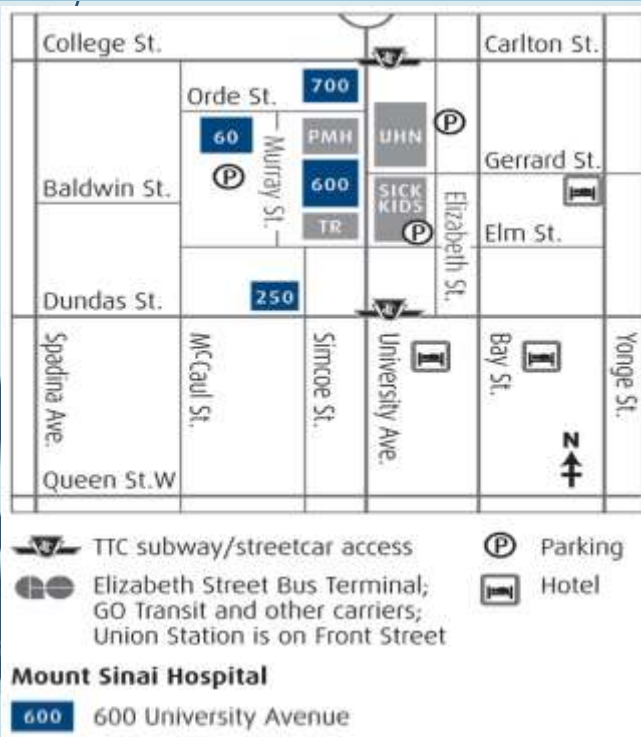 College St.
Carlton St.
Orde St.
700
60
PMH
UHN
P
Murray St.
P
Gerrard St.
Baldwin St.
600
SICK
KIDS
Elizabeth St.
TR
P
Elm St.
Dundas St.
250
Spadina Ave.
McCaul St.
Simcoe St.
University Ave.
Bay St.
Yonge St.
N
Queen St.W
TTC subway/streetcar access
P Parking
Elizabeth Street Bus Terminal;
GO Transit and other carriers;
Union Station is on Front Street
Hotel
Mount Sinai Hospital
600 600 University Avenue